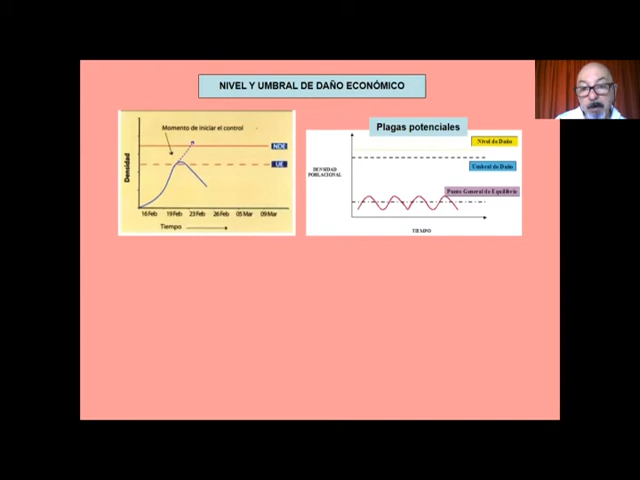 NIVEL Y UMBRAL DE DAÑO ECONÓMICO
Momento de iniciar el control
NDE
UE
Densidad
16 Feb 19 Feb 23 Feb 26 Feb 05 Mar 09 Mar
Tiempo
Plagas potenciales
Nivel de Daño
DENSIDAD
POBLACIONAL
Umbral de Daño
Punto General de Equilibrio
TIEMPO